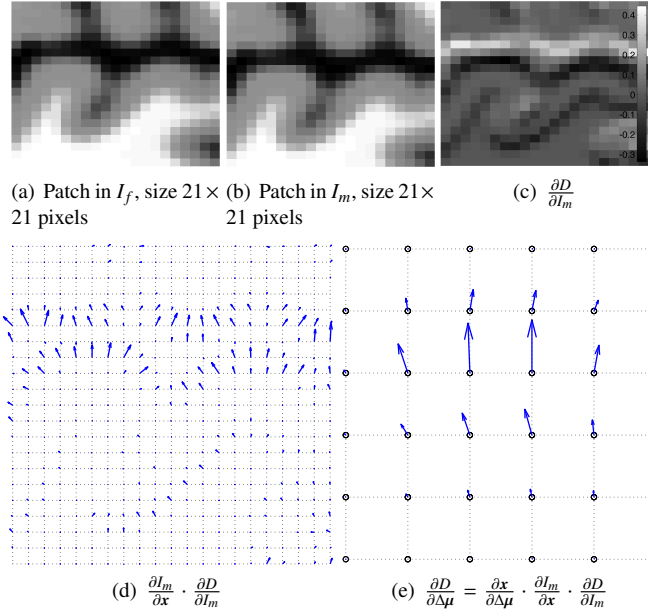 0.4
0.3
0.2
0.1
0
-0.1
-0.2
-0.3
(a) Patch in I_f, size 21×
21 pixels
(b) Patch in I_m, size 21×
21 pixels
(c) ∂D/∂I_m
(d) ∂I_m/∂x · ∂D/∂I_m
(e) ∂D/∂Δμ = ∂x/∂Δμ · ∂I_m/∂x · ∂D/∂I_m